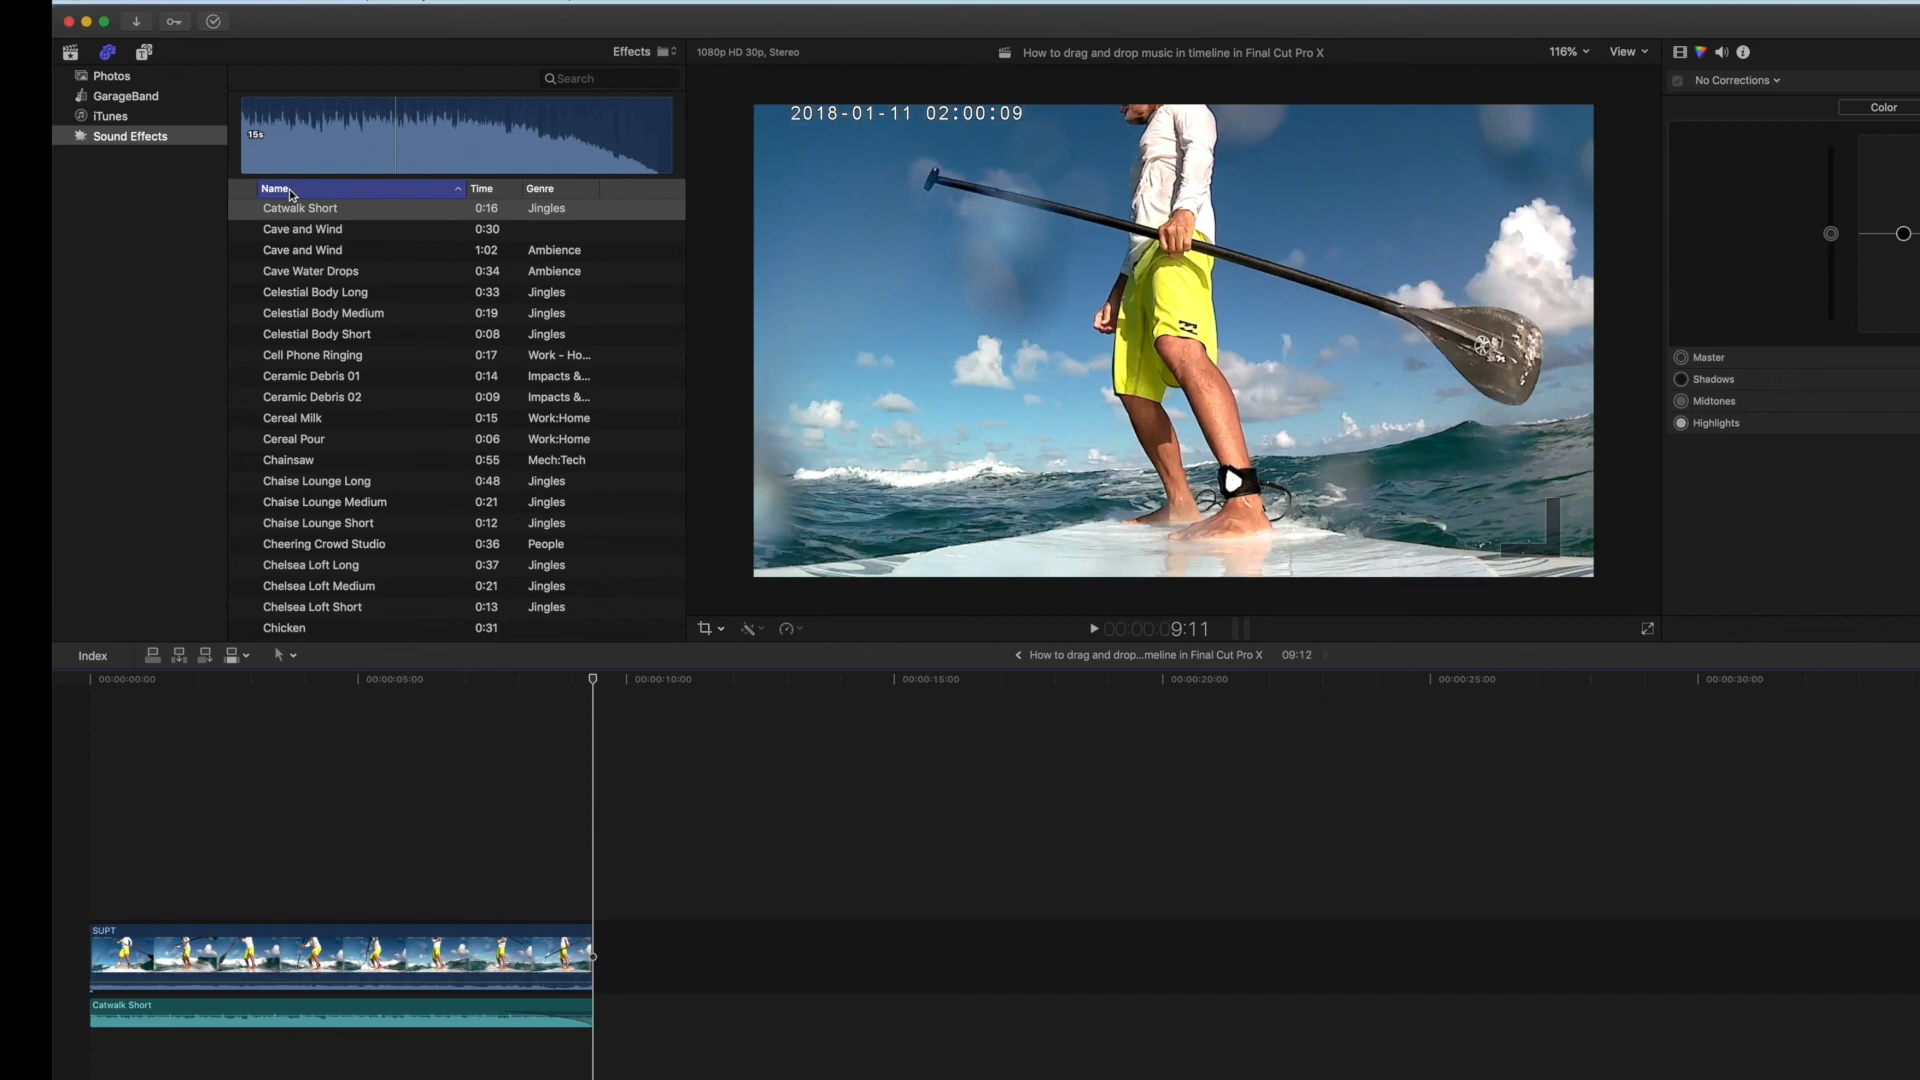 Effects
1080p HD 30p, Stereo
How to drag and drop music in timeline in Final Cut Pro X
116%
View
Photos
GarageBand
iTunes
Sound Effects
Search
15s
No Corrections
Color
2018-01-11 02:00:09
Name Time Genre
Catwalk Short 0:16 Jingles
Cave and Wind 0:30
Cave and Wind 1:02 Ambience
Cave Water Drops 0:34 Ambience
Celestial Body Long 0:33 Jingles
Celestial Body Medium 0:19 Jingles
Celestial Body Short 0:08 Jingles
Cell Phone Ringing 0:17 Work - Ho...
Ceramic Debris 01 0:14 Impacts &...
Ceramic Debris 02 0:09 Impacts &...
Cereal Milk 0:15 Work:Home
Cereal Pour 0:06 Work:Home
Chainsaw 0:55 Mech:Tech
Chaise Lounge Long 0:48 Jingles
Chaise Lounge Medium 0:21 Jingles
Chaise Lounge Short 0:12 Jingles
Cheering Crowd Studio 0:36 People
Chelsea Loft Long 0:37 Jingles
Chelsea Loft Medium 0:21 Jingles
Chelsea Loft Short 0:13 Jingles
Chicken 0:31
Master
Shadows
Midtones
Highlights
00:00:09:11
Index
How to drag and drop...meline in Final Cut Pro X 09:12
00:00:00:00 00:00:05:00 00:00:10:00 00:00:15:00 00:00:20:00 00:00:25:00 00:00:30:00
SUPT
Catwalk Short